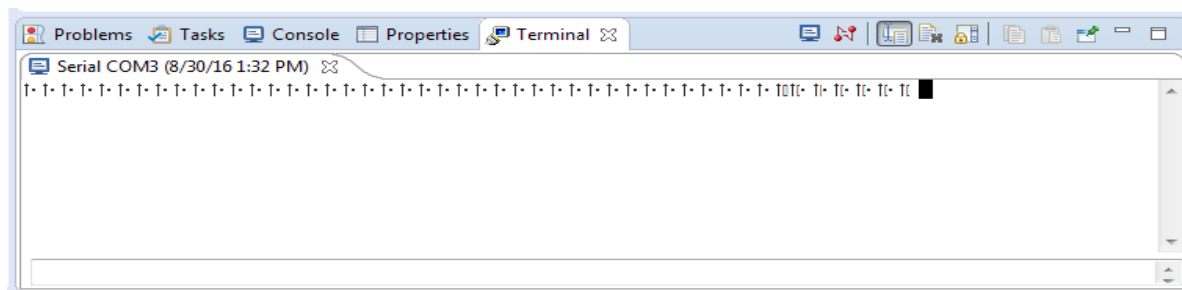 Problems Tasks Console Properties Terminal
Serial COM3 (8/30/16 1:32 PM)